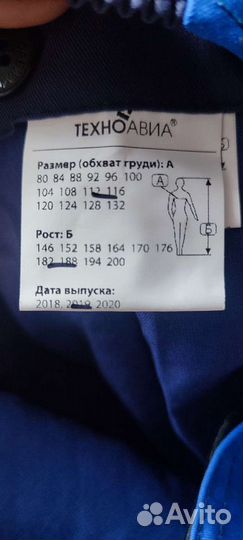 ТЕХНОАВИА®
Размер (обхват груди): А
80 84 88 92 96 100
104 108 112 116
120 124 128 132
А
Б
Рост: Б
146 152 158 164 170 176
182 188 194 200
Дата выпуска:
2018, 2019, 2020
Avito